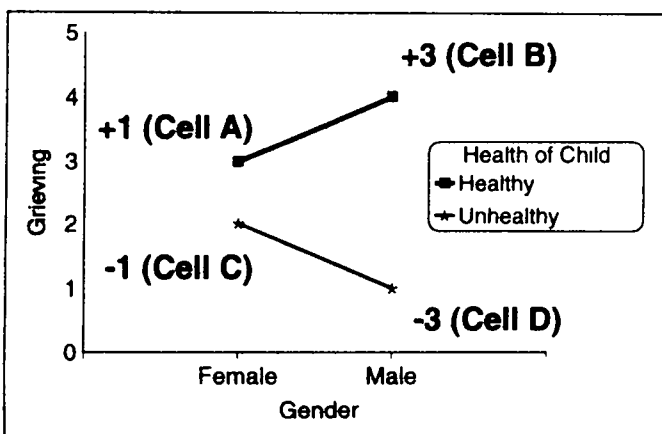 5
+3 (Cell B)
4
+1 (Cell A)
3
Health of Child
Healthy
Unhealthy
Grieving
2
-1 (Cell C)
1
-3 (Cell D)
0
Female Male
Gender